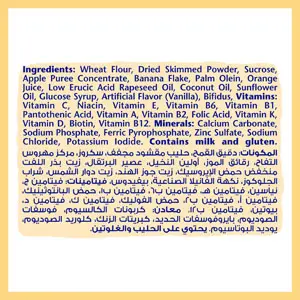 Ingredients: Wheat Flour, Dried Skimmed Powder, Sucrose,
Apple Puree Concentrate, Banana Flake, Palm Olein, Orange
Juice, Low Erucic Acid Rapeseed Oil, Coconut Oil, Sunflower
Oil, Glucose Syrup, Artificial Flavor (Vanilla), Bifidus, Vitamins:
Vitamin C, Niacin, Vitamin E, Vitamin B6, Vitamin B1,
Pantothenic Acid, Vitamin A, Vitamin B2, Folic Acid, Vitamin K,
Vitamin D, Biotin, Vitamin B12. Minerals: Calcium Carbonate,
Sodium Phosphate, Ferric Pyrophosphate, Zinc Sulfate, Sodium
Chloride, Potassium Iodide. Contains milk and gluten.
المكونات: دقيق القمح، حليب مقشود مجفف، سكروز، مركز مهروس
التفاح، رقائق الموز، أولين النخيل، عصير البرتقال، زيت بذر اللفت
منخفض حمض الإيروسيك، زيت جوز الهند، زيت دوار الشمس، شراب
الجلوكوز، نكهة الفانيلا الصناعية، بيفيدوس. فيتامينات: فيتامين ج،
نياسين، فيتامين هـ، فيتامين ب٦، فيتامين ب١، حمض البانتوثينيك،
فيتامين أ، فيتامين ب٢، حمض الفوليك، فيتامين ك، فيتامين د،
بيوتين، فيتامين ب١٢. معادن: كربونات الكالسيوم، فوسفات
الصوديوم، بايروفوسفات الحديد، كبريتات الزنك، كلوريد الصوديوم،
يوديد البوتاسيوم. يحتوي على الحليب والغلوتين.